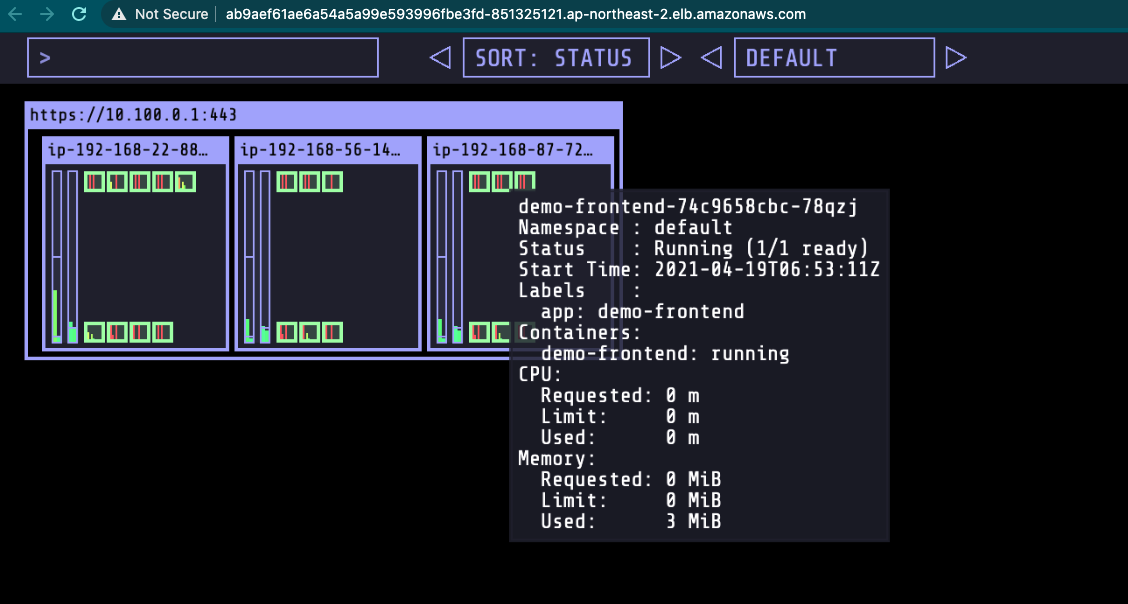 Not Secure | ab9aef61ae6a54a5a99e593996fbe3fd-851325121.ap-northeast-2.elb.amazonaws.com
> SORT: STATUS DEFAULT
https://10.100.0.1:443
ip-192-168-22-88… ip-192-168-56-14… ip-192-168-87-72…
demo-frontend-74c9658cbc-78qzj
Namespace : default
Status : Running (1/1 ready)
Start Time: 2021-04-19T06:53:11Z
Labels :
app: demo-frontend
Containers:
demo-frontend: running
CPU:
Requested: 0 m
Limit: 0 m
Used: 0 m
Memory:
Requested: 0 MiB
Limit: 0 MiB
Used: 3 MiB